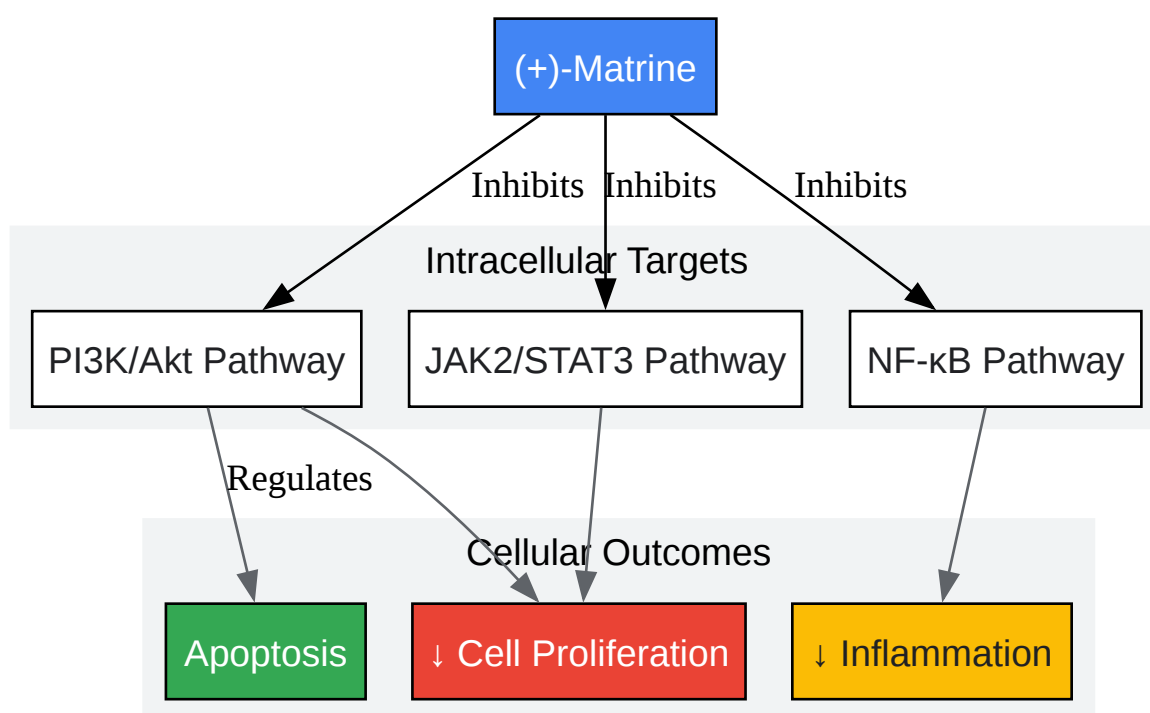 (+)-Matrine
Inhibits
Inhibits
Inhibits
Intracellular Targets
PI3K/Akt Pathway
JAK2/STAT3 Pathway
NF-κB Pathway
Regulates
Cellular Outcomes
Apoptosis
↓ Cell Proliferation
↓ Inflammation